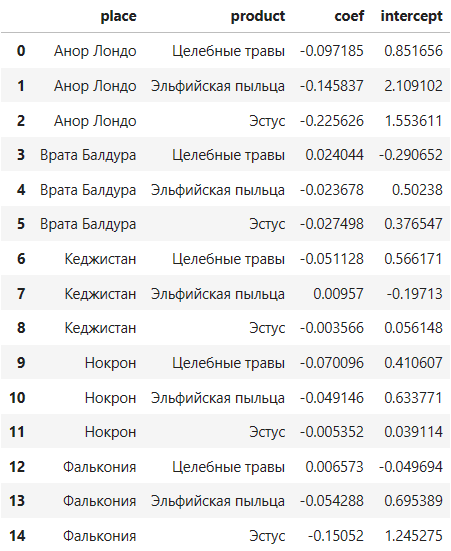 place product coef intercept
0 Анор Лондо Целебные травы -0.097185 0.851656
1 Анор Лондо Эльфийская пыльца -0.145837 2.109102
2 Анор Лондо Эстус -0.225626 1.553611
3 Врата Балдура Целебные травы 0.024044 -0.290652
4 Врата Балдура Эльфийская пыльца -0.023678 0.50238
5 Врата Балдура Эстус -0.027498 0.376547
6 Кеджистан Целебные травы -0.051128 0.566171
7 Кеджистан Эльфийская пыльца 0.00957 -0.19713
8 Кеджистан Эстус -0.003566 0.056148
9 Нокрон Целебные травы -0.070096 0.410607
10 Нокрон Эльфийская пыльца -0.049146 0.633771
11 Нокрон Эстус -0.005352 0.039114
12 Фалькония Целебные травы 0.006573 -0.049694
13 Фалькония Эльфийская пыльца -0.054288 0.695389
14 Фалькония Эстус -0.15052 1.245275